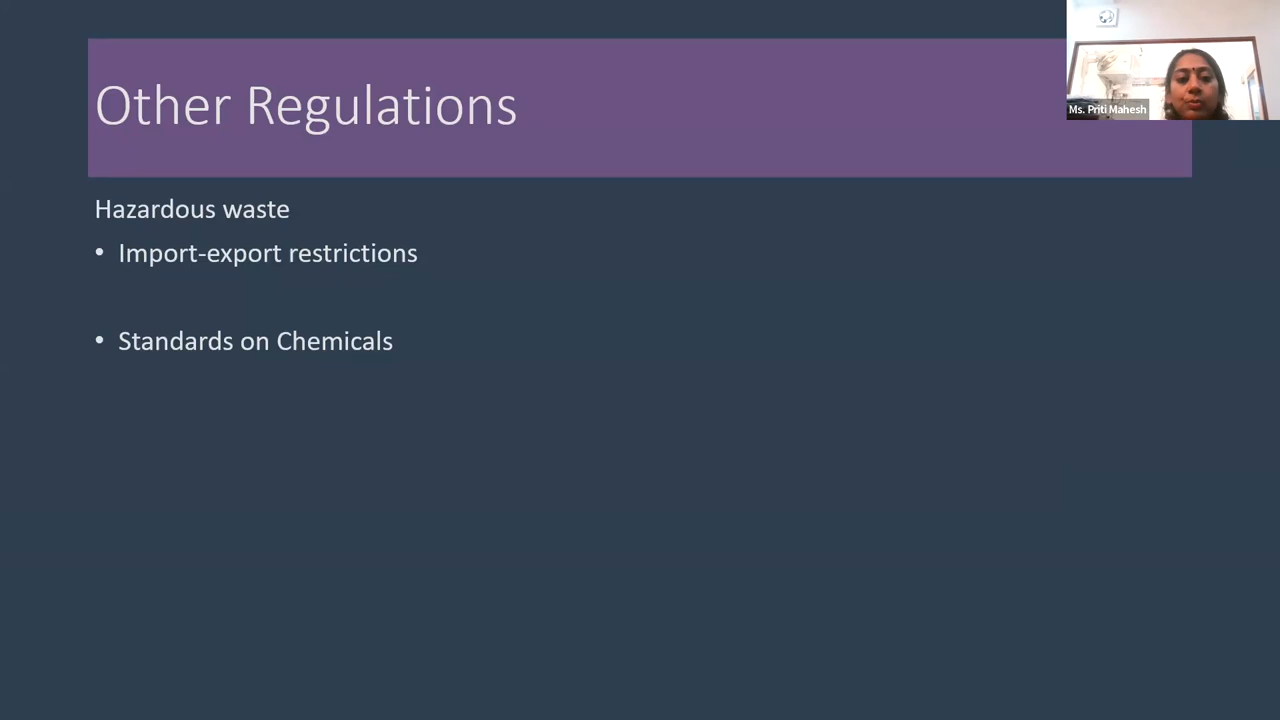 Other Regulations
Ms. Priti Mahesh
Hazardous waste
• Import-export restrictions
• Standards on Chemicals